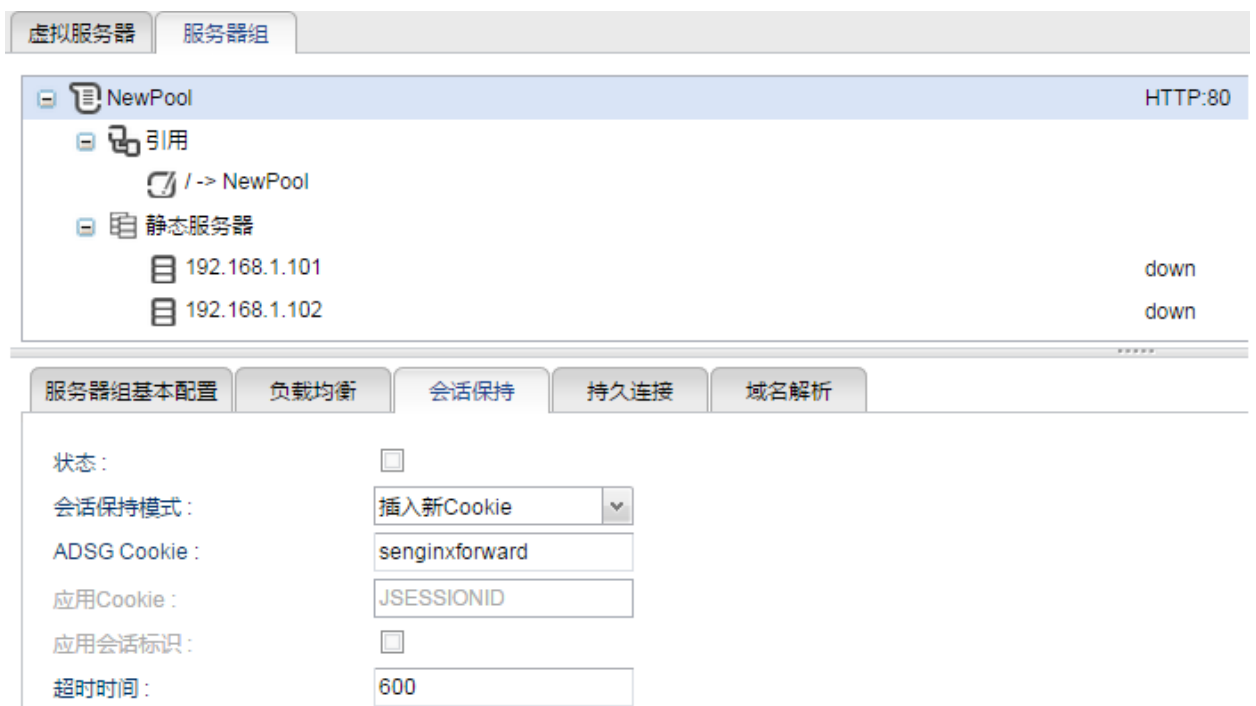 虚拟服务器 服务器组
NewPool HTTP:80
引用
/ -> NewPool
静态服务器
192.168.1.101 down
192.168.1.102 down
服务器组基本配置 负载均衡 会话保持 持久连接 域名解析
状态 :
会话保持模式 : 插入新Cookie
ADSG Cookie : senginxforward
应用Cookie : JSESSIONID
应用会话标识 :
超时时间 : 600